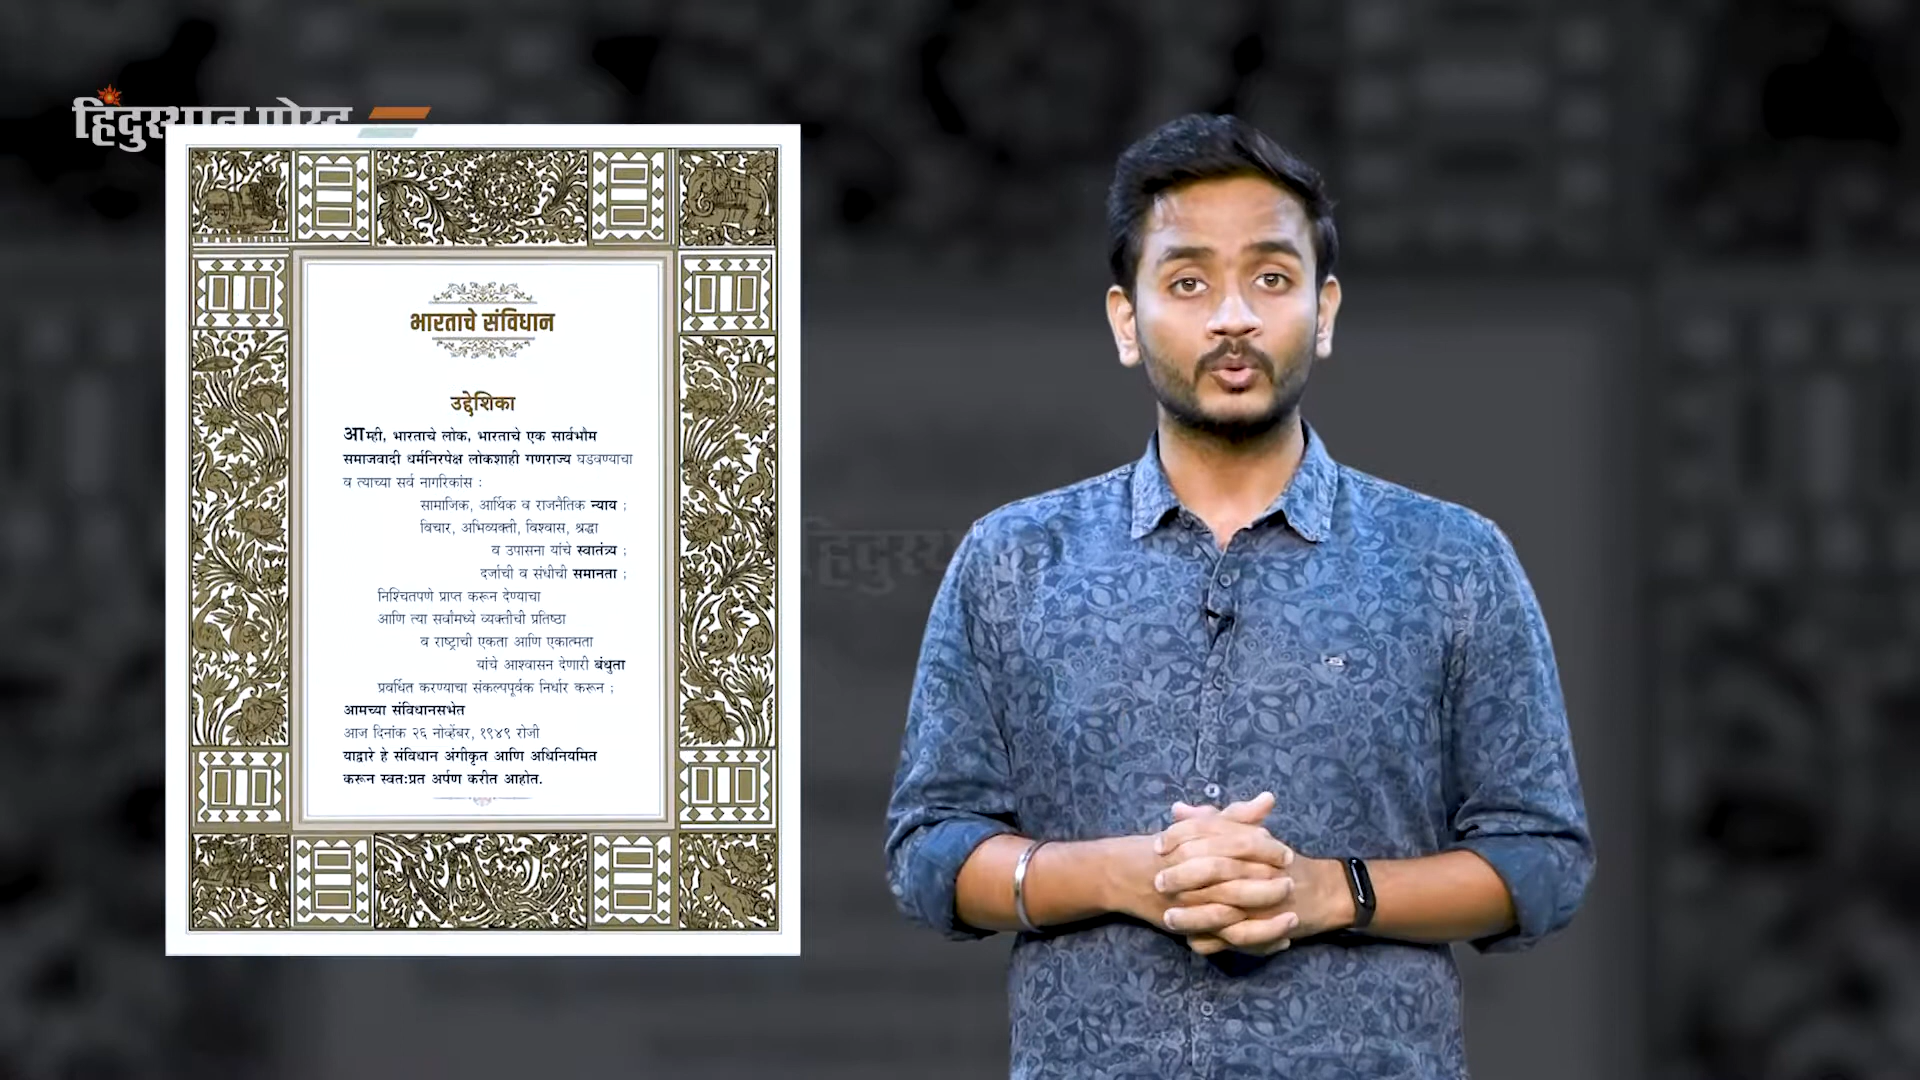 हिंदुस्थान पोस्ट
भारताचे संविधान
उद्देशिका
आम्ही, भारताचे लोक, भारताचे एक सार्वभौम
समाजवादी धर्मनिरपेक्ष लोकशाही गणराज्य घडवण्याचा
व त्याच्या सर्व नागरिकांस :
सामाजिक, आर्थिक व राजनैतिक न्याय ;
विचार, अभिव्यक्ती, विश्वास, श्रद्धा
व उपासना यांचे स्वातंत्र्य ;
दर्जाची व संधीची समानता ;
निश्चितपणे प्राप्त करून देण्याचा
आणि त्या सर्वांमध्ये व्यक्तीची प्रतिष्ठा
व राष्ट्राची एकता आणि एकात्मता
यांचे आश्वासन देणारी बंधुता
प्रवर्धित करण्याचा संकल्पपूर्वक निर्धार करून ;
आमच्या संविधानसभेत
आज दिनांक २६ नोव्हेंबर, १९४९ रोजी
याद्वारे हे संविधान अंगीकृत आणि अधिनियमित
करून स्वत:प्रत अर्पण करीत आहोत.